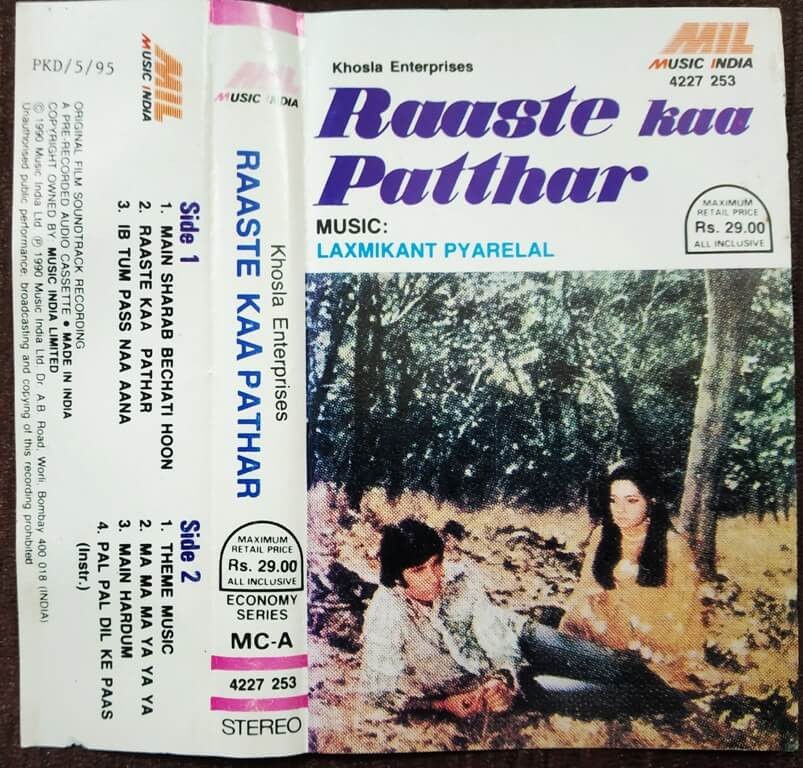 Khosla Enterprises
MIL
MUSIC INDIA
4227 253
Raaste kaa
Patthar
MUSIC:
LAXMIKANT PYARELAL
MAXIMUM
RETAIL PRICE
Rs. 29.00
ALL INCLUSIVE
MIL
MUSIC INDIA
Khosla Enterprises
RAASTE KAA PATHAR
MAXIMUM
RETAIL PRICE
Rs. 29.00
ALL INCLUSIVE
ECONOMY
SERIES
MC-A
4227 253
STEREO
PKD/5/95
MIL
MUSIC INDIA
Side 1
1. MAIN SHARAB BECHATI HOON
2. RAASTE KAA PATHAR
3. IB TUM PASS NAA AANA
Side 2
1. THEME MUSIC
2. MA MA MA YA YA YA
3. MAIN HARDUM
4. PAL PAL DIL KE PAAS
(Instr.)
ORIGINAL FILM SOUNDTRACK RECORDING
A PRE-RECORDED AUDIO CASSETTE • MADE IN INDIA
COPYRIGHT OWNED BY: MUSIC INDIA LIMITED
© 1990 Music India Ltd. ℗ 1990 Music India Ltd. Dr. A.B. Road, Worli, Bombay 400 018 (INDIA)
Unauthorised public performance, broadcasting and copying of this recording prohibited